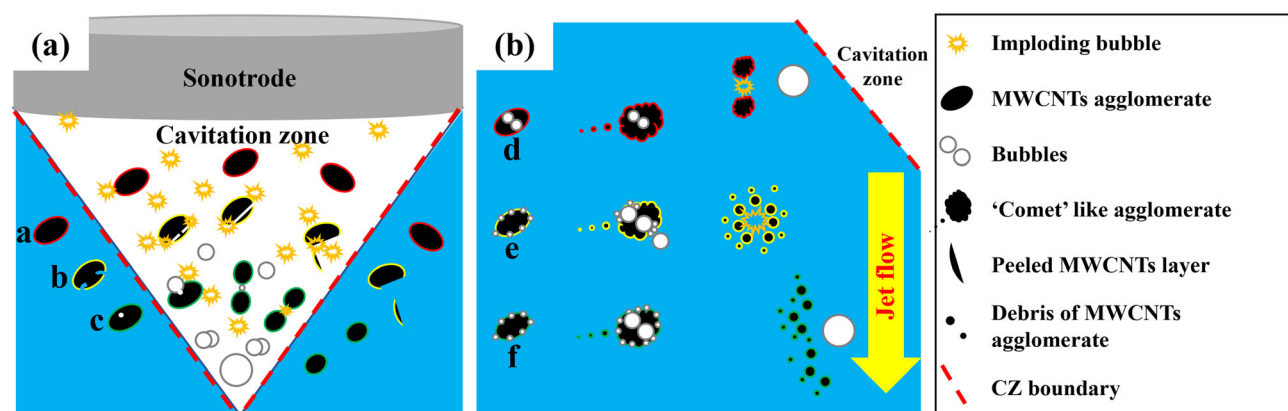 (a)
Sonotrode
Cavitation zone
a
b
c
(b)
Cavitation
zone
d
e
f
Jet flow
Imploding bubble
MWCNTs agglomerate
Bubbles
‘Comet’ like agglomerate
Peeled MWCNTs layer
Debris of MWCNTs
agglomerate
CZ boundary